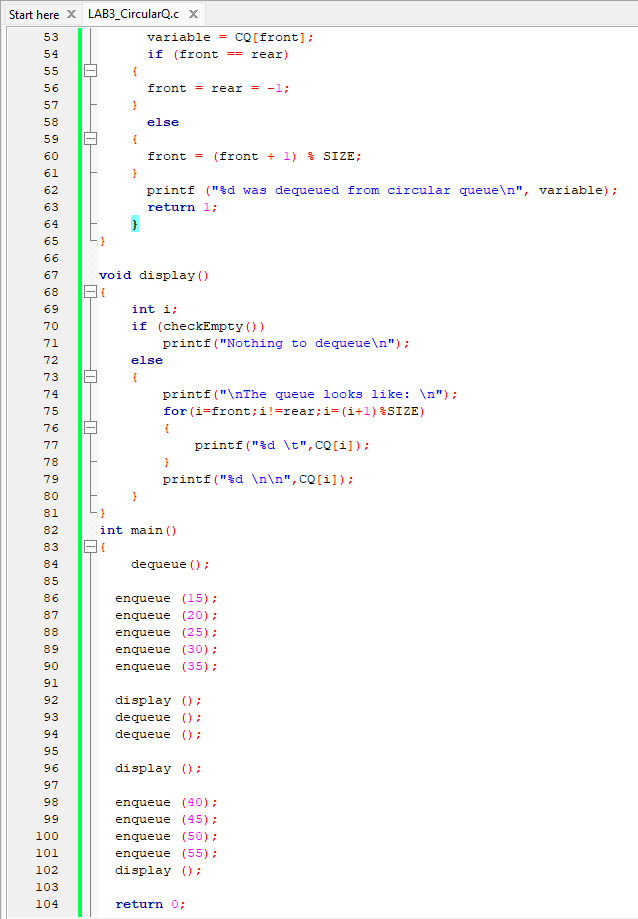 Start here X LAB3_CircularQ.c X
53 variable = CQ[front];
54 if (front == rear)
55 {
56 front = rear = -1;
57 }
58 else
59 {
60 front = (front + 1) % SIZE;
61 }
62 printf ("%d was dequeued from circular queue\n", variable);
63 return 1;
64 }
65 }
66
67 void display()
68 {
69 int i;
70 if (checkEmpty())
71 printf("Nothing to dequeue\n");
72 else
73 {
74 printf("\nThe queue looks like: \n");
75 for(i=front;i!=rear;i=(i+1)%SIZE)
76 {
77 printf("%d \t",CQ[i]);
78 }
79 printf("%d \n\n",CQ[i]);
80 }
81 }
82 int main()
83 {
84 dequeue();
85
86 enqueue (15);
87 enqueue (20);
88 enqueue (25);
89 enqueue (30);
90 enqueue (35);
91
92 display ();
93 dequeue ();
94 dequeue ();
95
96 display ();
97
98 enqueue (40);
99 enqueue (45);
100 enqueue (50);
101 enqueue (55);
102 display ();
103
104 return 0;